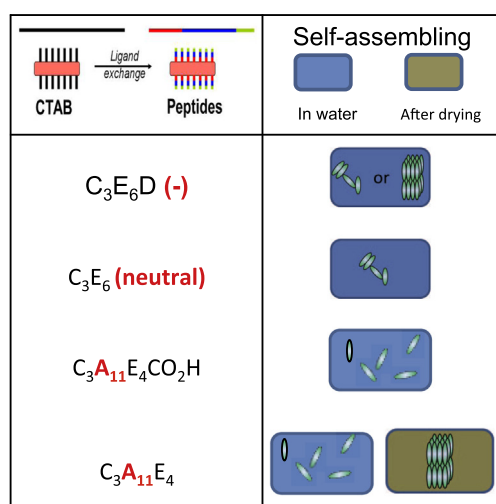 Ligand
exchange
CTAB
Peptides
Self-assembling
In water
After drying
C₃E₆D (-)
or
C₃E₆ (neutral)
C₃A₁₁E₄CO₂H
C₃A₁₁E₄